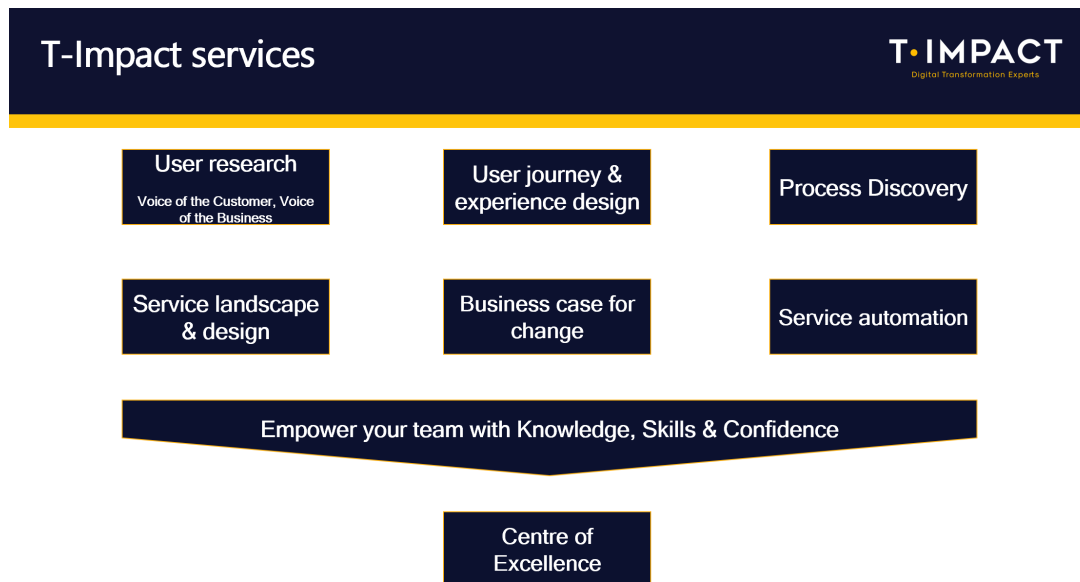 T-Impact services
T·IMPACT
Digital Transformation Experts
User research
Voice of the Customer, Voice
of the Business
User journey &
experience design
Process Discovery
Service landscape
& design
Business case for
change
Service automation
Empower your team with Knowledge, Skills & Confidence
Centre of
Excellence